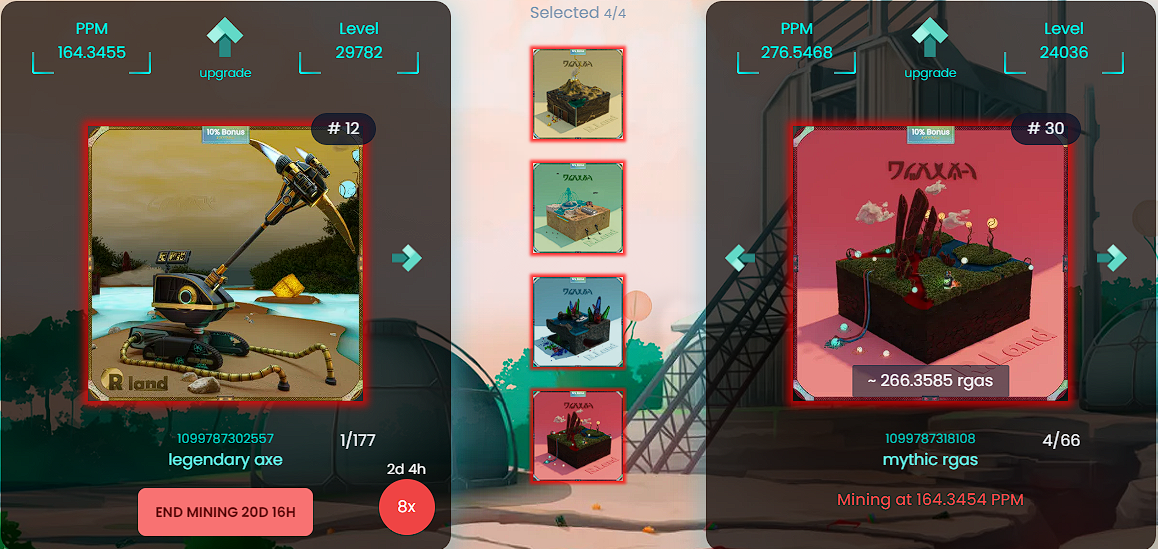 PPM
164.3455
upgrade
Level
29782
10% Bonus
# 12
R land
1099787302557
legendary axe
1/177
2d 4h
END MINING 20D 16H
8x
Selected 4/4
PPM
276.5468
upgrade
Level
24036
10% Bonus
# 30
R Land
~ 266.3585 rgas
1099787318108
mythic rgas
4/66
Mining at 164.3454 PPM